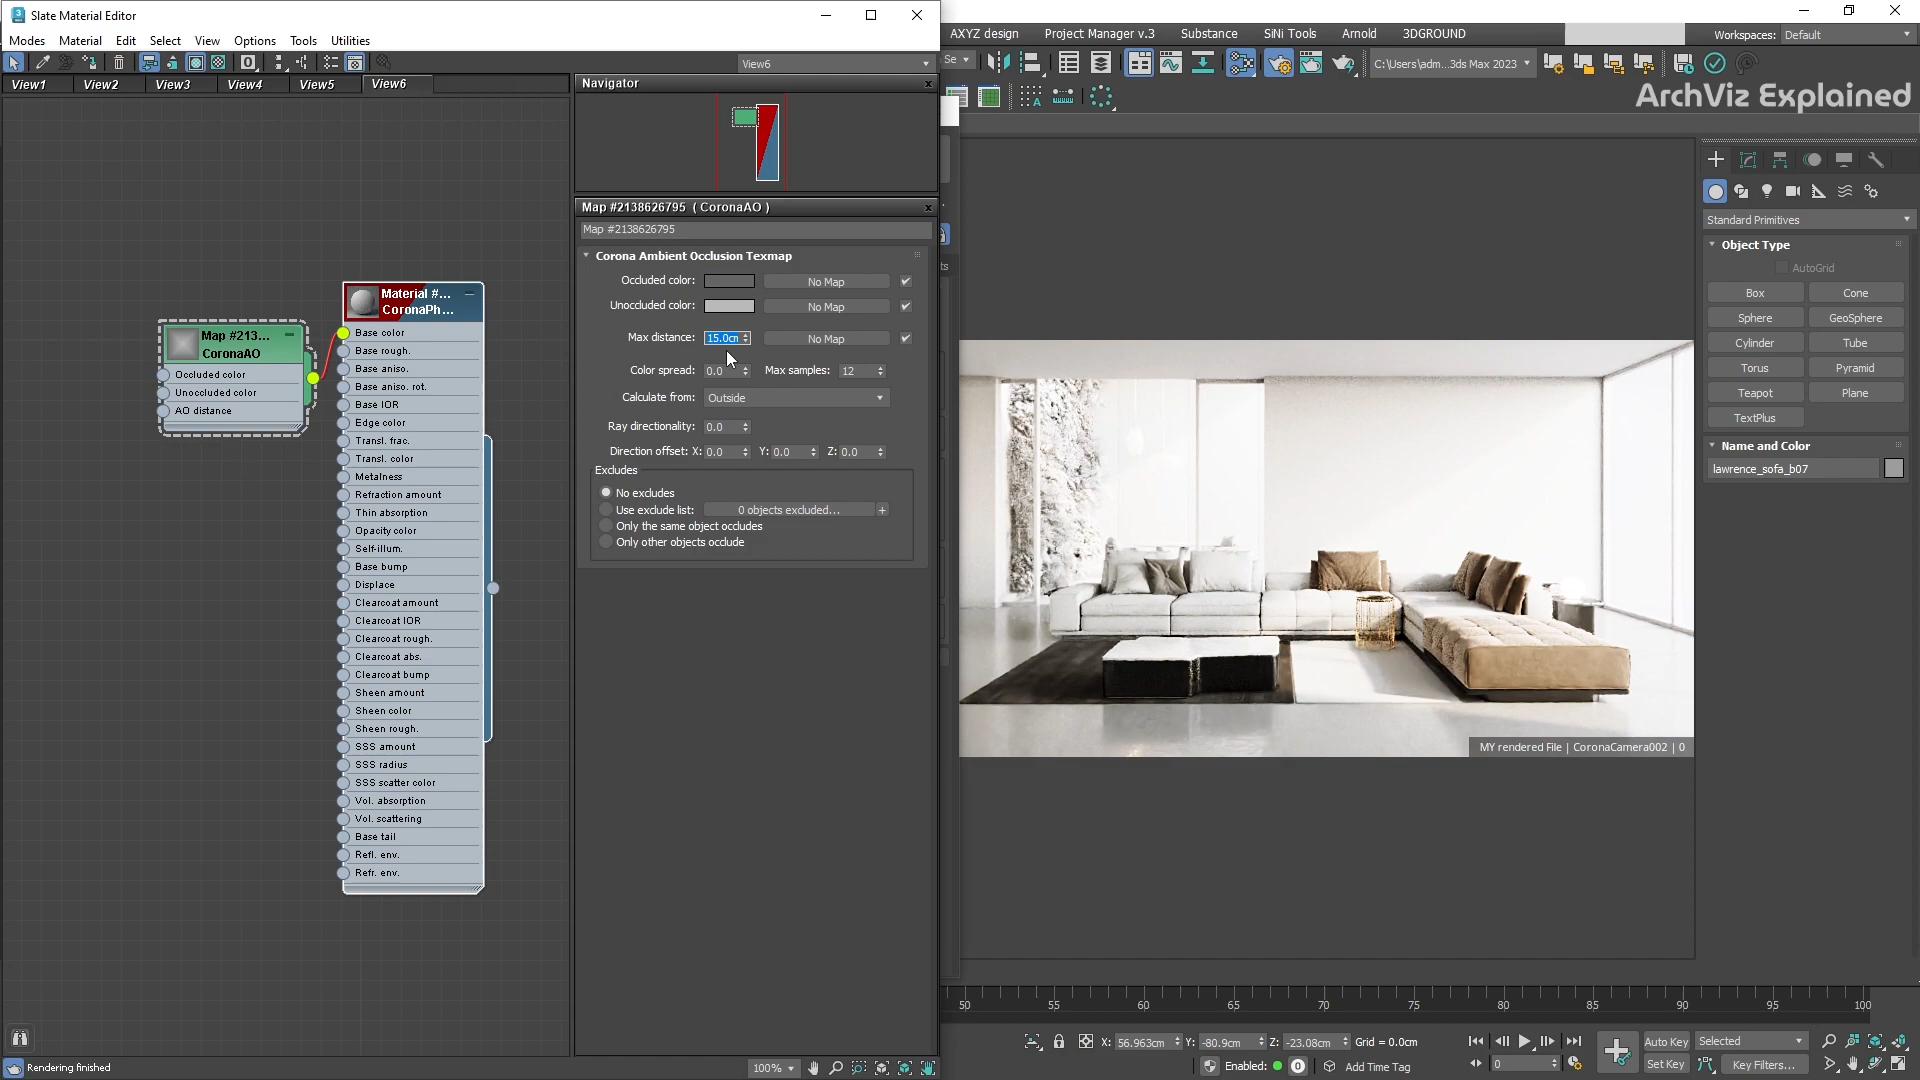 Slate Material Editor
Modes Material Edit Select View Options Tools Utilities
View6
View1 View2 View3 View4 View5 View6
Navigator
Map #2138626795 ( CoronaAO )
Map #2138626795
Corona Ambient Occlusion Texmap
Occluded color: No Map
Unoccluded color: No Map
Max distance: 15.0cm No Map
Color spread: 0.0 Max samples: 12
Calculate from: Outside
Ray directionality: 0.0
Direction offset: X: 0.0 Y: 0.0 Z: 0.0
Excludes
No excludes
Use exclude list: 0 objects excluded... +
Only the same object occludes
Only other objects occlude
Map #213...
CoronaAO
Occluded color
Unoccluded color
AO distance
Material #...
CoronaPh...
Base color
Base rough.
Base aniso.
Base aniso. rot.
Base IOR
Edge color
Transl. frac.
Transl. color
Metalness
Refraction amount
Thin absorption
Opacity color
Self-illum.
Base bump
Displace
Clearcoat amount
Clearcoat IOR
Clearcoat rough.
Clearcoat abs.
Clearcoat bump
Sheen amount
Sheen color
Sheen rough.
SSS amount
SSS radius
SSS scatter color
Vol. absorption
Vol. scattering
Base tail
Refl. env.
Refr. env.
Rendering finished
100%
AXYZ design Project Manager v.3 Substance SiNi Tools Arnold 3DGROUND
Workspaces: Default
Se
C:\Users\adm...3ds Max 2023
ArchViz Explained
ts
Standard Primitives
Object Type
AutoGrid
Box Cone
Sphere GeoSphere
Cylinder Tube
Torus Pyramid
Teapot Plane
TextPlus
Name and Color
lawrence_sofa_b07
MY rendered File | CoronaCamera002 | 0
50 55 60 65 70 75 80 85 90 95 100
X: 56.963cm Y: -80.9cm Z: -23.08cm Grid = 0.0cm
Enabled: 0 Add Time Tag
0
Auto Key Selected
Set Key Key Filters...